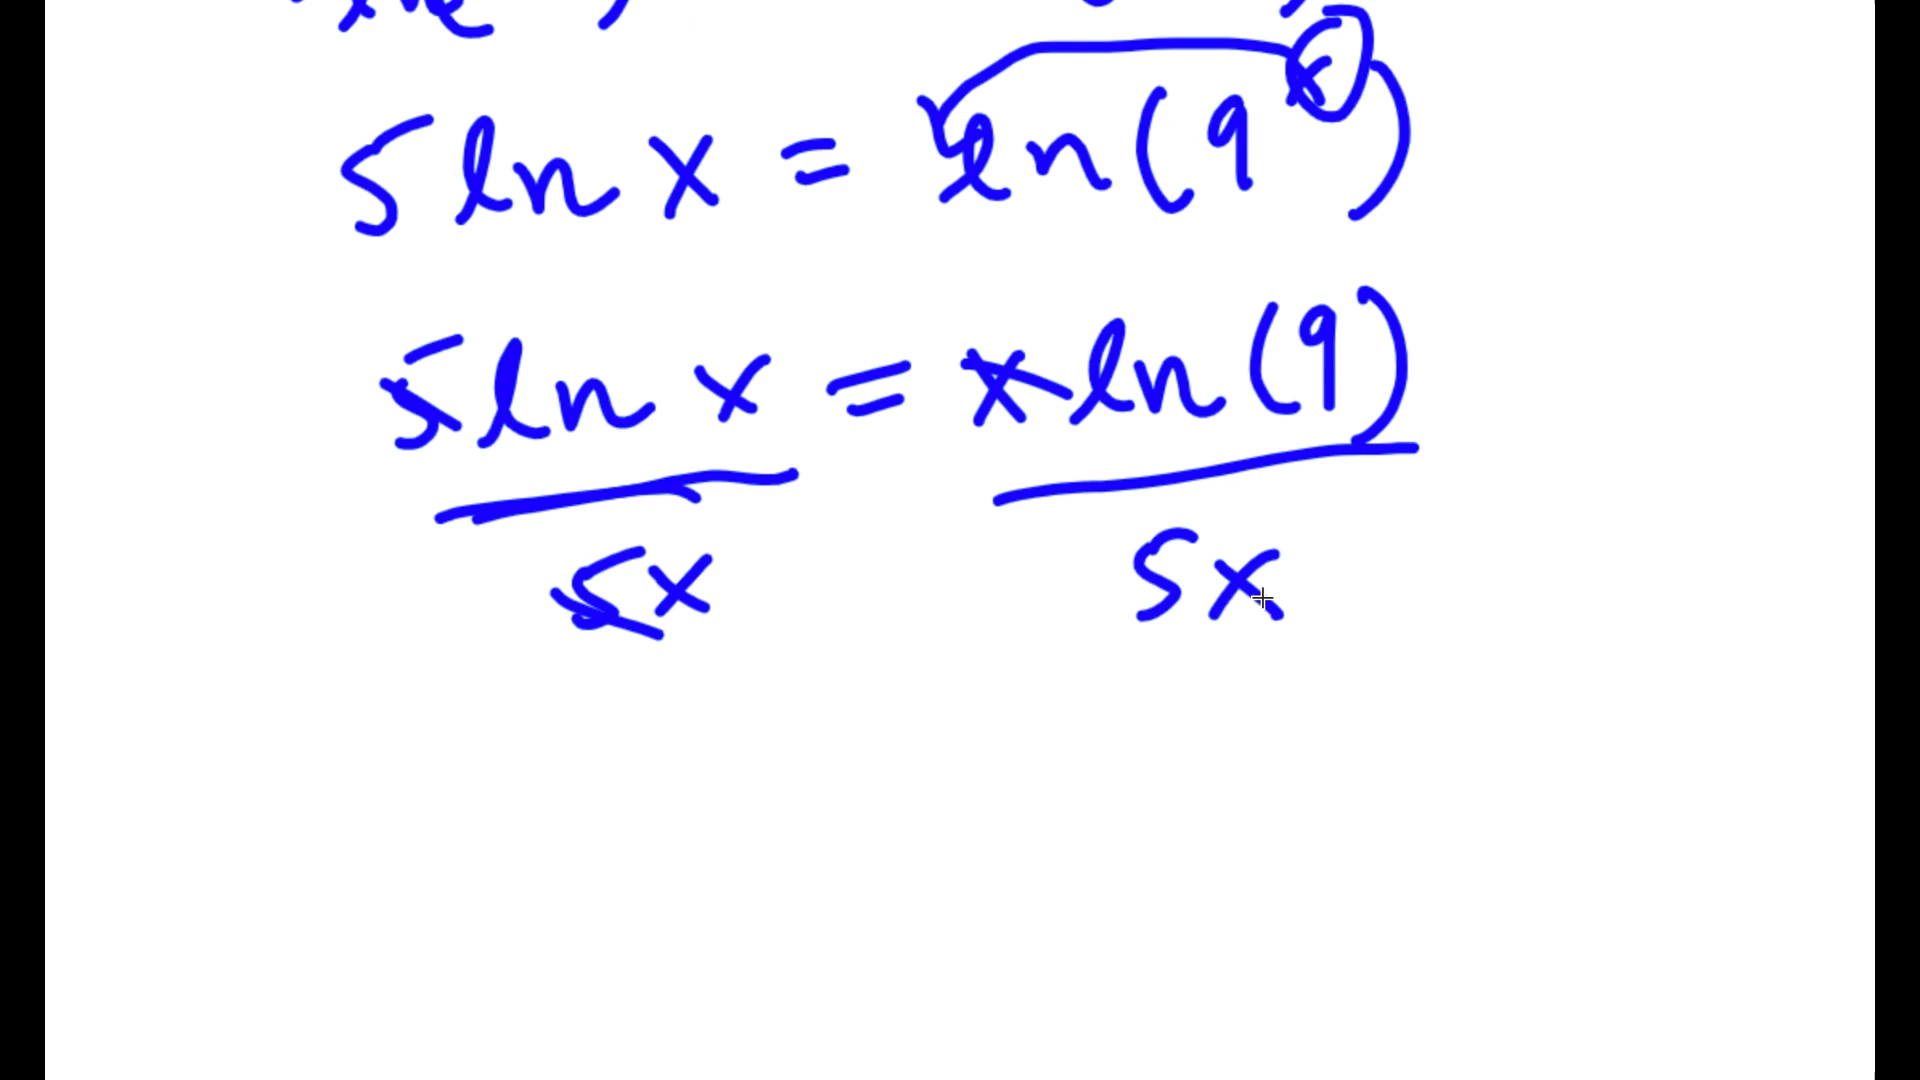 5 ln x = ln(9^x)
5 ln x = x ln(9)
5x 5x